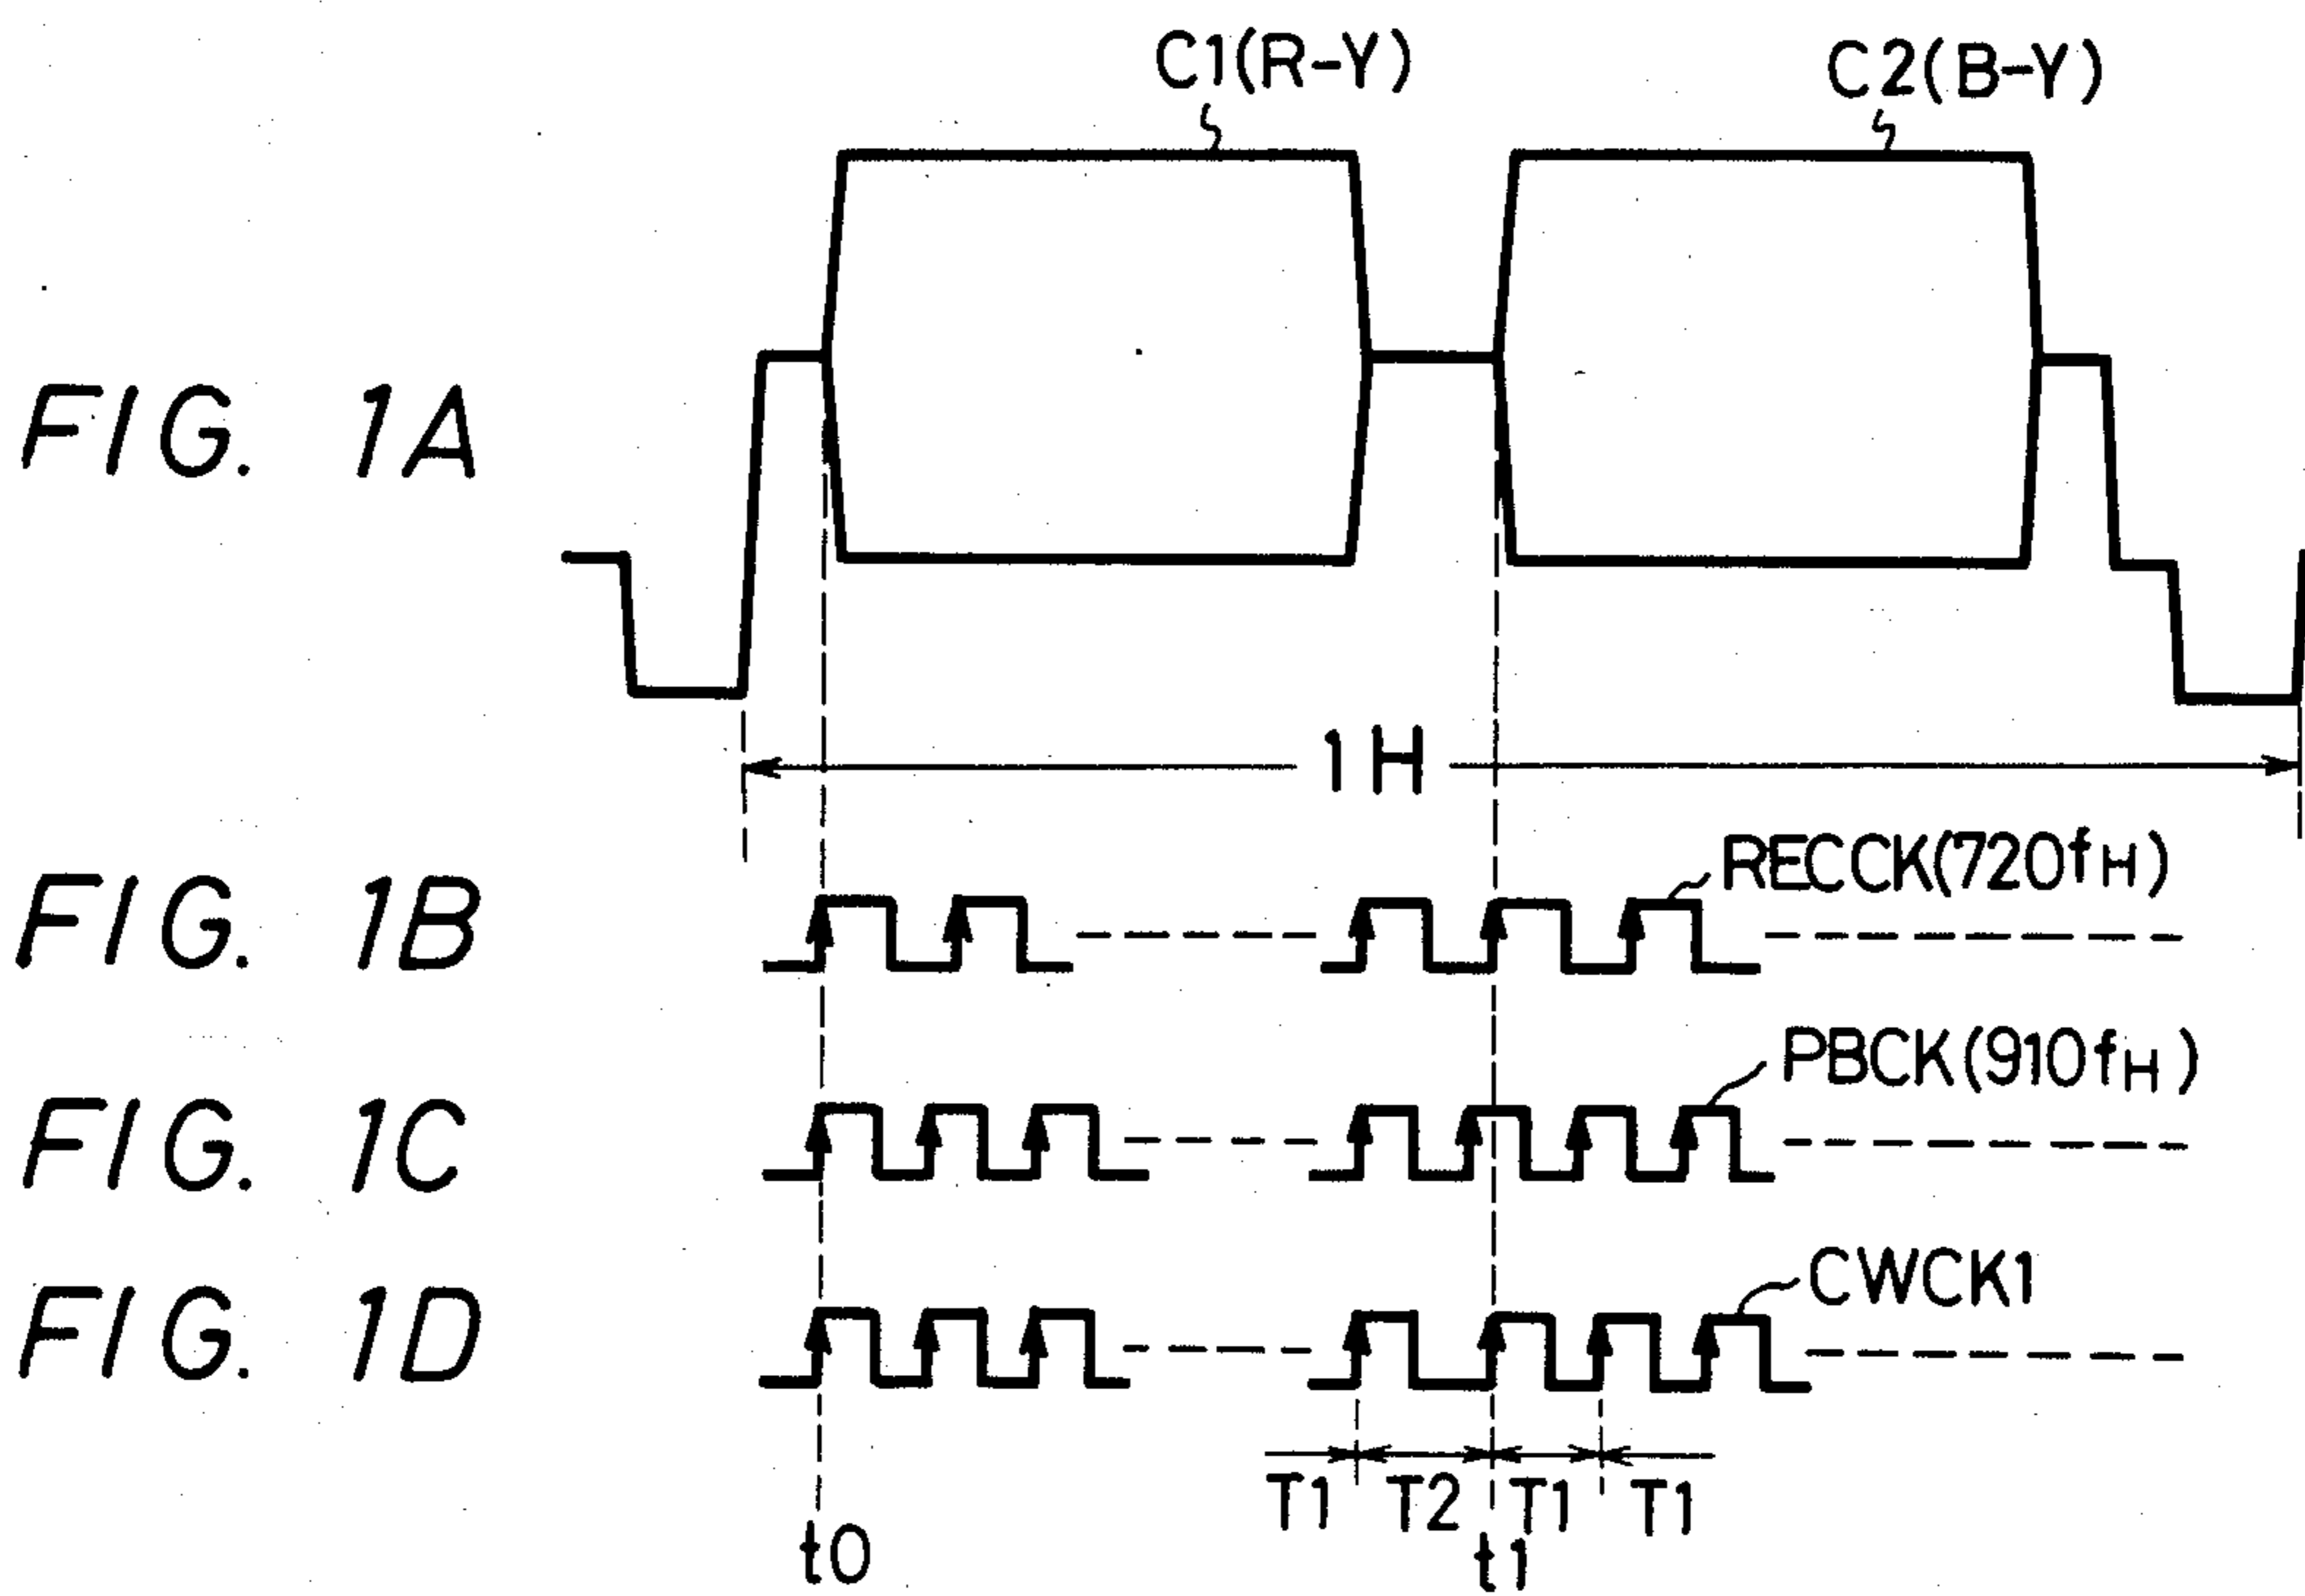 C1(R-Y)
C2(B-Y)
FIG. 1A
1H
FIG. 1B
RECCK(720fH)
FIG. 1C
PBCK(910fH)
FIG. 1D
CWCK1
T1 T2 T1 T1
t0
t1